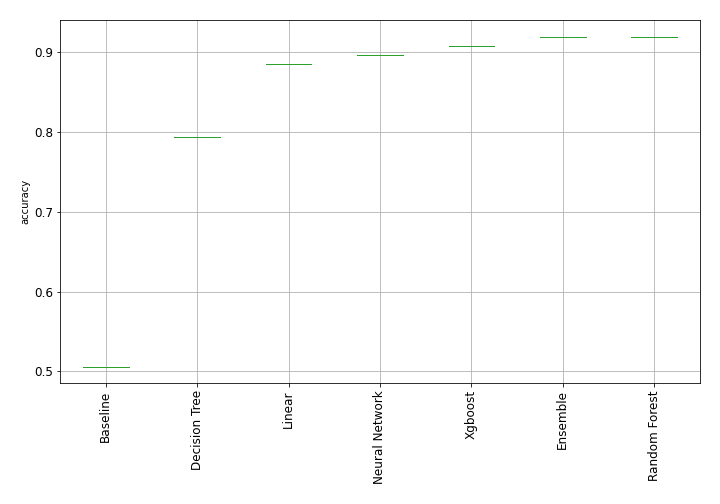 accuracy
0.9
0.8
0.7
0.6
0.5
Baseline
Decision Tree
Linear
Neural Network
Xgboost
Ensemble
Random Forest